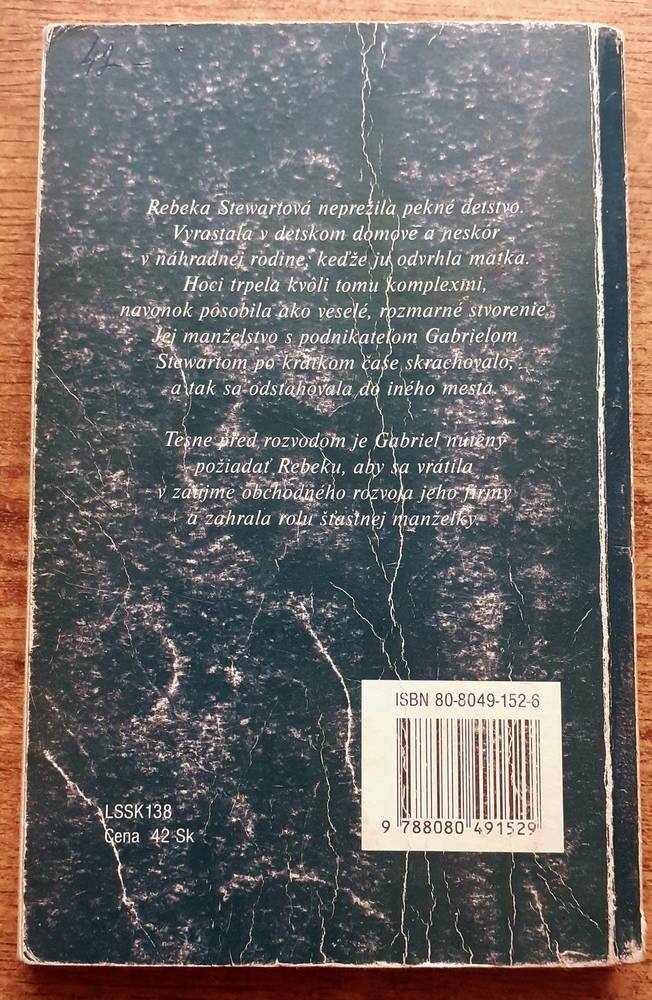 Rebeka Stewartová neprežila pekné detstvo.
Vyrastala v detskom domove a neskôr
v náhradnej rodine, keďže ju odvrhla matka.
Hoci trpela kvôli tomu komplexmi,
navonok pôsobila ako veselé, rozmarné stvorenie.
Jej manželstvo s podnikateľom Gabrielom
Stewartom po krátkom čase skrachovalo,
a tak sa odsťahovala do iného mesta.
Tesne pred rozvodom je Gabriel nútený
požiadať Rebeku, aby sa vrátila
v záujme obchodného rozvoja jeho firmy
a zahrala rolu šťastnej manželky.
ISBN 80-8049-152-6
9 788080 491529
LSSK138
Cena 42 Sk